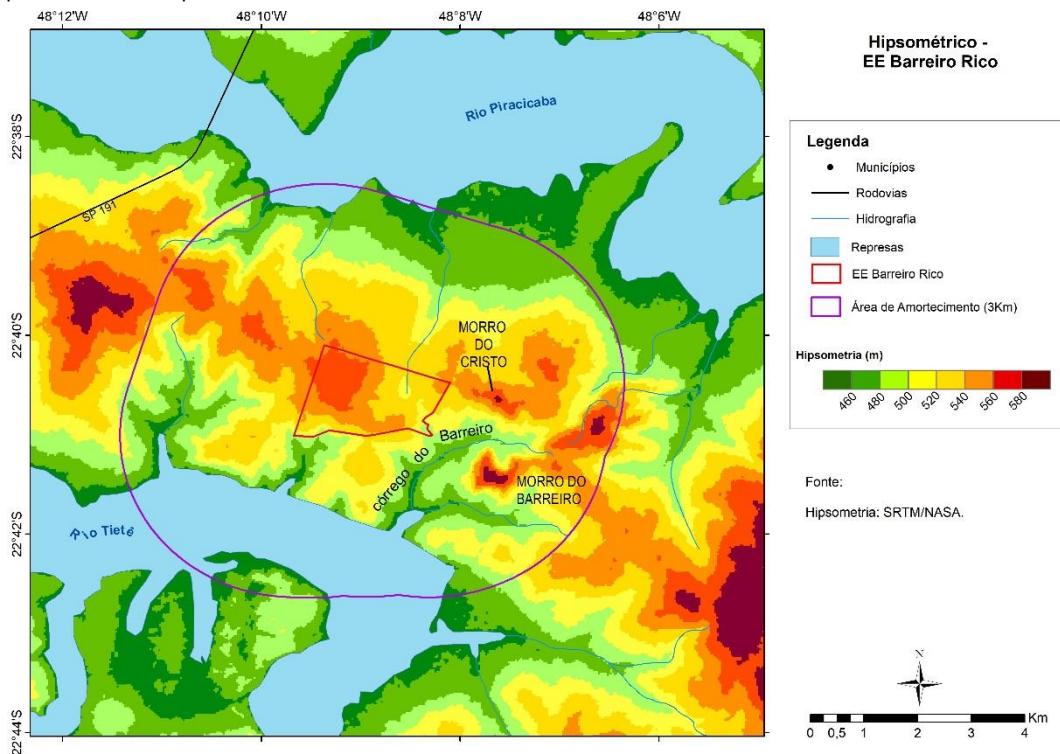 48°12'W 48°10'W 48°8'W 48°6'W
22°38'S
22°40'S
22°42'S
22°44'S
Rio Piracicaba
SP 191
MORRO
DO
CRISTO
córrego do Barreiro
MORRO DO
BARREIRO
Rio Tietê
Hipsométrico -
EE Barreiro Rico
Legenda
Municípios
Rodovias
Hidrografia
Represas
EE Barreiro Rico
Área de Amortecimento (3Km)
Hipsometria (m)
460 480 500 520 540 560 580
Fonte:
Hipsometria: SRTM/NASA.
N
0 0,5 1 2 3 4 Km